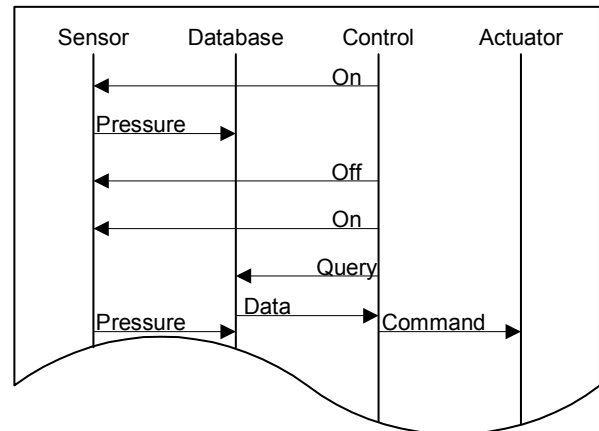 Sensor Database Control Actuator
On
Pressure
Off
On
Query
Data
Pressure Command